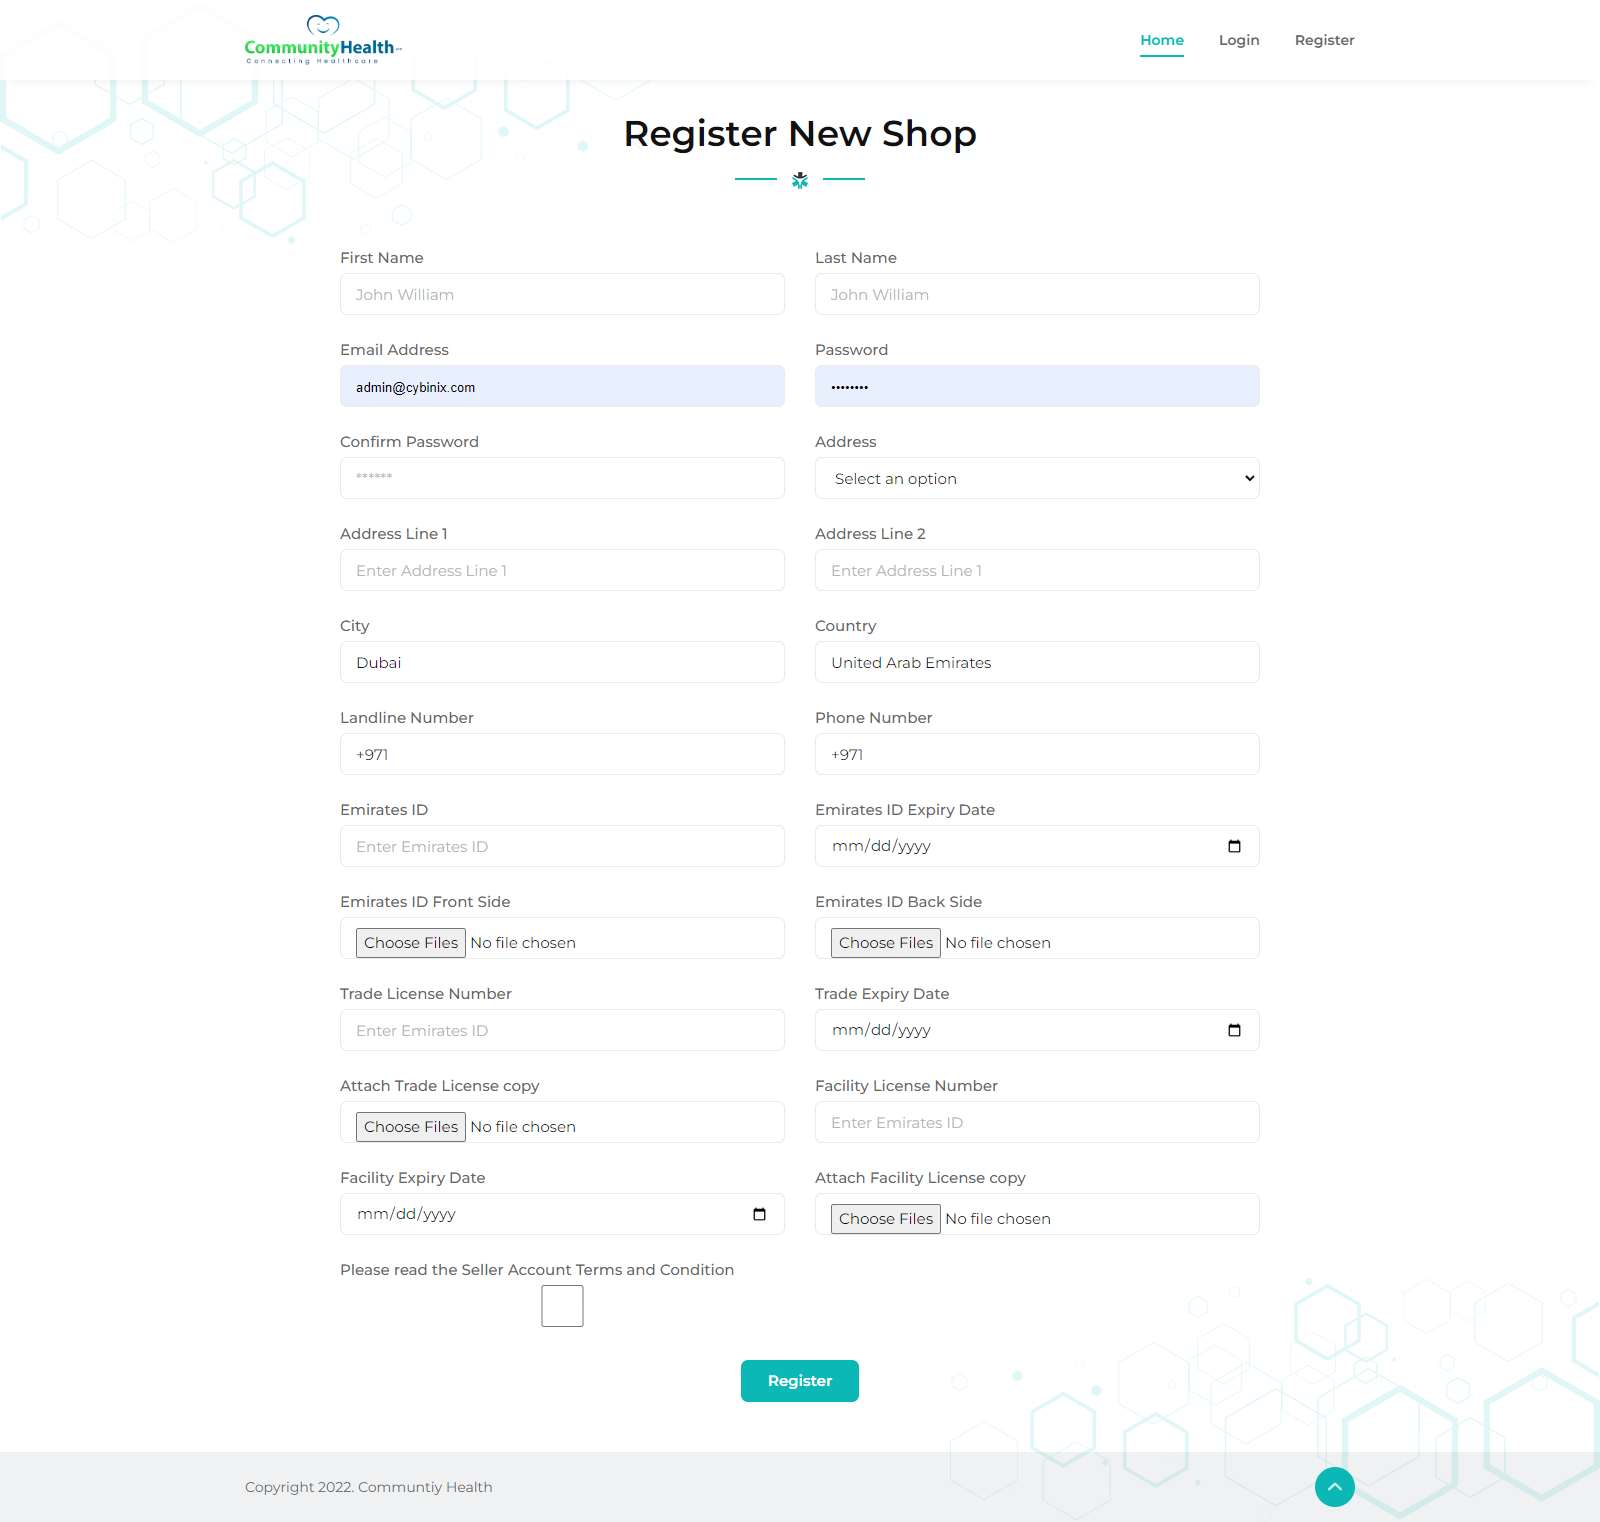 CommunityHealth
Connecting Healthcare
Home Login Register
Register New Shop
First Name Last Name
John William John William
Email Address Password
admin@cybinix.com ••••••••
Confirm Password Address
****** Select an option
Address Line 1 Address Line 2
Enter Address Line 1 Enter Address Line 1
City Country
Dubai United Arab Emirates
Landline Number Phone Number
+971 +971
Emirates ID Emirates ID Expiry Date
Enter Emirates ID mm/dd/yyyy
Emirates ID Front Side Emirates ID Back Side
Choose Files No file chosen Choose Files No file chosen
Trade License Number Trade Expiry Date
Enter Emirates ID mm/dd/yyyy
Attach Trade License copy Facility License Number
Choose Files No file chosen Enter Emirates ID
Facility Expiry Date Attach Facility License copy
mm/dd/yyyy Choose Files No file chosen
Please read the Seller Account Terms and Condition
Register
Copyright 2022. Communtiy Health